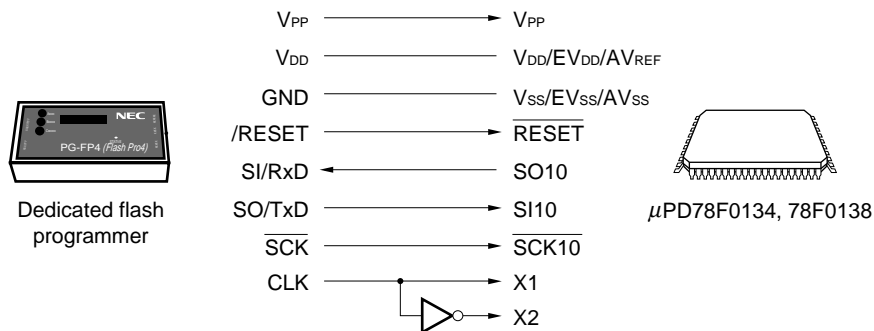 VPP VPP
VDD VDD/EVDD/AVREF
GND VSS/EVSS/AVSS
/RESET RESET
SI/RxD SO10
SO/TxD SI10
SCK SCK10
CLK X1
X2
NEC
PG-FP4 (Flash Pro4)
Dedicated flash
programmer
μPD78F0134, 78F0138